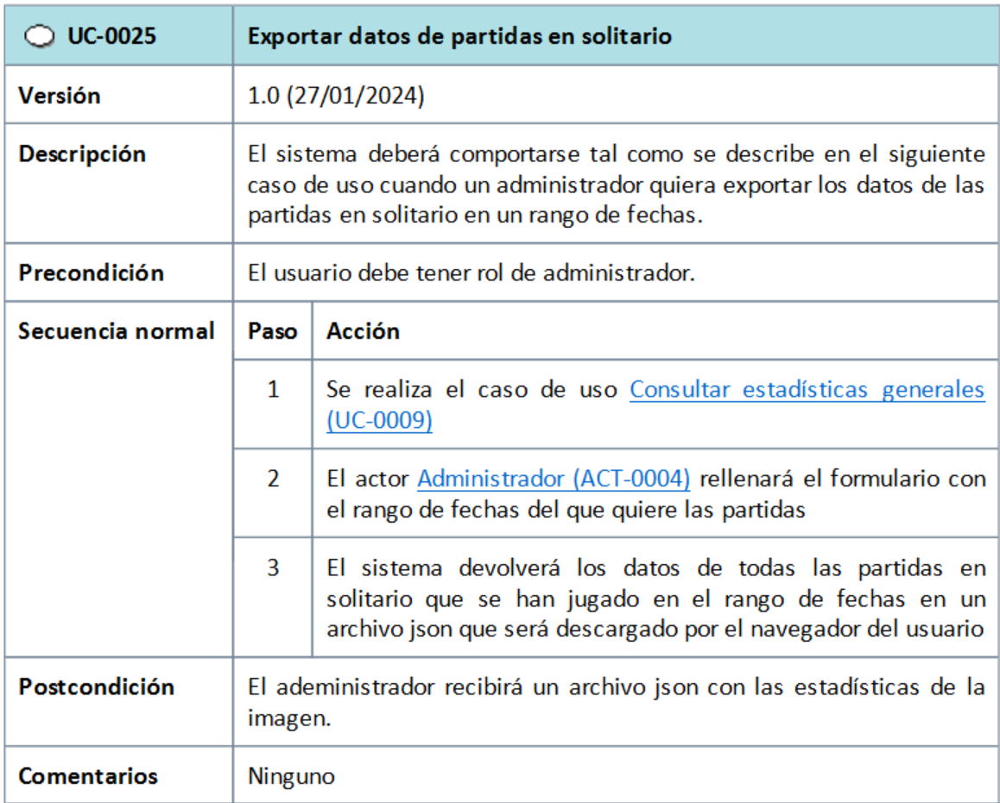 UC-0025 Exportar datos de partidas en solitario
Versión 1.0 (27/01/2024)
Descripción El sistema deberá comportarse tal como se describe en el siguiente
caso de uso cuando un administrador quiera exportar los datos de las
partidas en solitario en un rango de fechas.
Precondición El usuario debe tener rol de administrador.
Secuencia normal Paso Acción
1 Se realiza el caso de uso Consultar estadísticas generales
(UC-0009)
2 El actor Administrador (ACT-0004) rellenará el formulario con
el rango de fechas del que quiere las partidas
3 El sistema devolverá los datos de todas las partidas en
solitario que se han jugado en el rango de fechas en un
archivo json que será descargado por el navegador del usuario
Postcondición El adeministrador recibirá un archivo json con las estadísticas de la
imagen.
Comentarios Ninguno